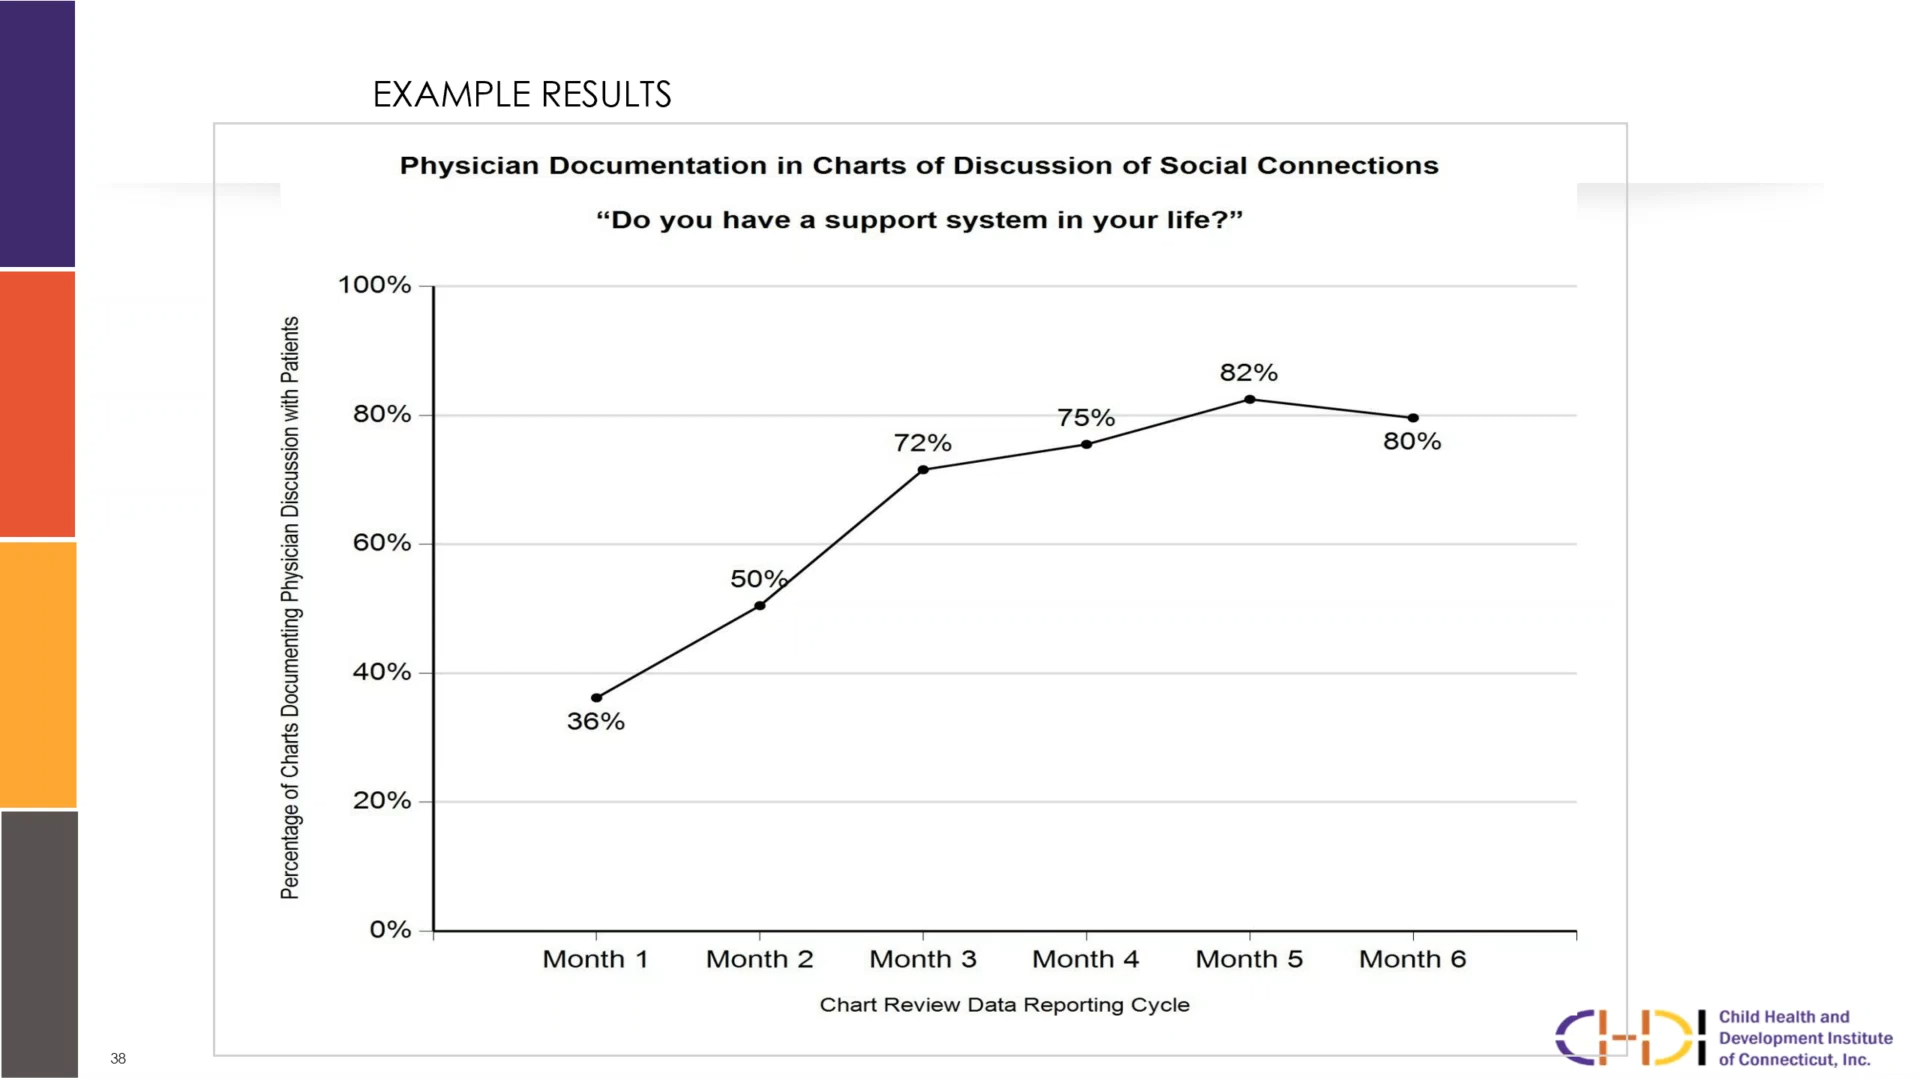 EXAMPLE RESULTS
Physician Documentation in Charts of Discussion of Social Connections
“Do you have a support system in your life?”
Percentage of Charts Documenting Physician Discussion with Patients
100%
80%
60%
40%
20%
0%
36%
50%
72%
75%
82%
80%
Month 1 Month 2 Month 3 Month 4 Month 5 Month 6
Chart Review Data Reporting Cycle
38
CHDI
Child Health and
Development Institute
of Connecticut, Inc.